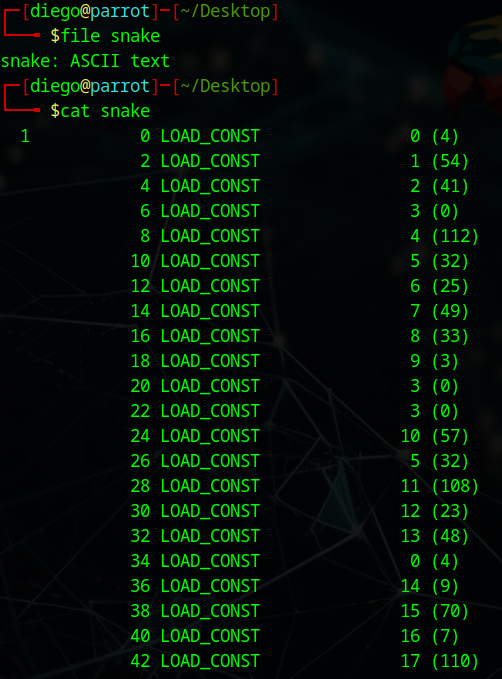 ┌─[diego@parrot]─[~/Desktop]
└──╼ $file snake
snake: ASCII text
┌─[diego@parrot]─[~/Desktop]
└──╼ $cat snake
  1           0 LOAD_CONST               0 (4)
              2 LOAD_CONST               1 (54)
              4 LOAD_CONST               2 (41)
              6 LOAD_CONST               3 (0)
              8 LOAD_CONST               4 (112)
             10 LOAD_CONST               5 (32)
             12 LOAD_CONST               6 (25)
             14 LOAD_CONST               7 (49)
             16 LOAD_CONST               8 (33)
             18 LOAD_CONST               9 (3)
             20 LOAD_CONST               3 (0)
             22 LOAD_CONST               3 (0)
             24 LOAD_CONST              10 (57)
             26 LOAD_CONST               5 (32)
             28 LOAD_CONST              11 (108)
             30 LOAD_CONST              12 (23)
             32 LOAD_CONST              13 (48)
             34 LOAD_CONST               0 (4)
             36 LOAD_CONST              14 (9)
             38 LOAD_CONST              15 (70)
             40 LOAD_CONST              16 (7)
             42 LOAD_CONST              17 (110)